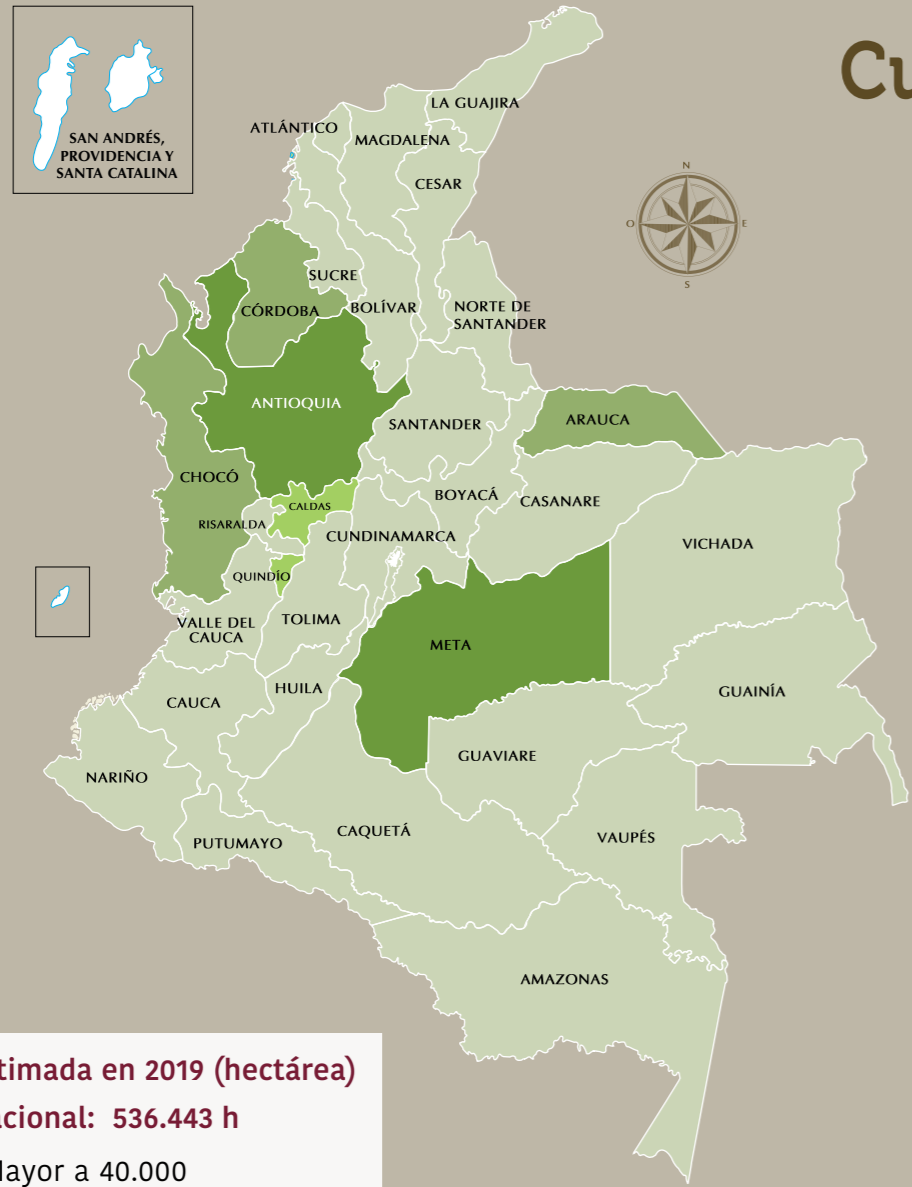 Cu
SAN ANDRÉS,
PROVIDENCIA Y
SANTA CATALINA
LA GUAJIRA
ATLÁNTICO
MAGDALENA
CESAR
N
O
E
S
SUCRE
CÓRDOBA
BOLÍVAR
NORTE DE
SANTANDER
ANTIOQUIA
SANTANDER
ARAUCA
CHOCÓ
BOYACÁ
CASANARE
CALDAS
RISARALDA
CUNDINAMARCA
VICHADA
QUINDÍO
VALLE DEL
CAUCA
TOLIMA
META
HUILA
CAUCA
GUAINÍA
GUAVIARE
NARIÑO
CAQUETÁ
VAUPÉS
PUTUMAYO
AMAZONAS
timada en 2019 (hectárea)
acional: 536.443 h
Mayor a 40.000